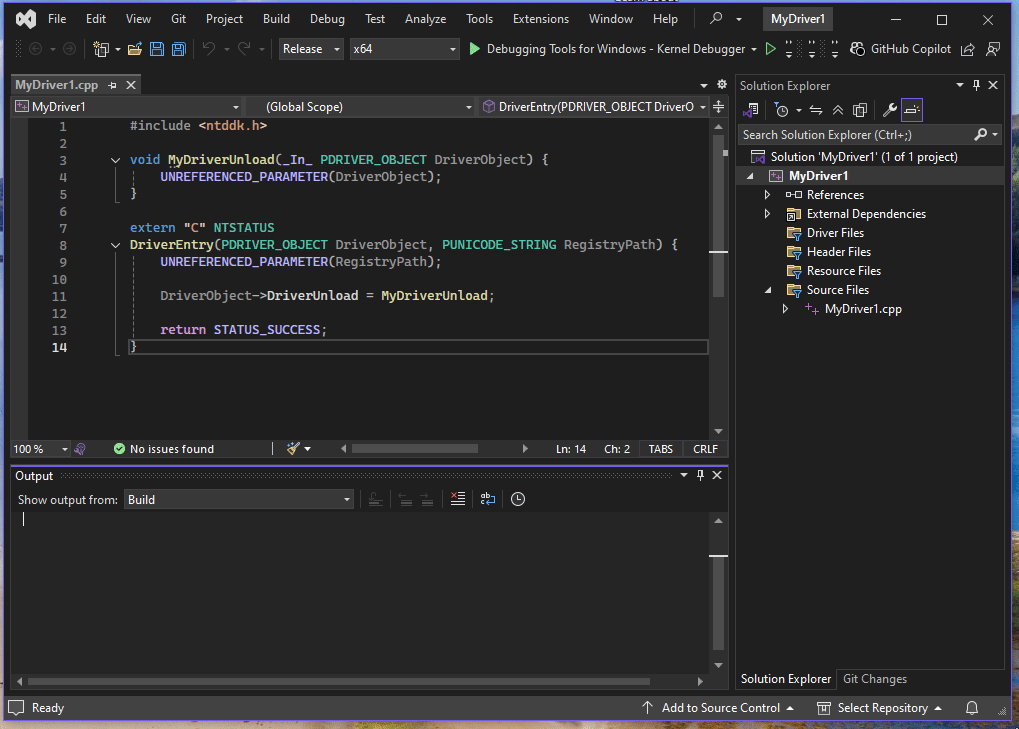 File Edit View Git Project Build Debug Test Analyze Tools Extensions Window Help MyDriver1
Release x64 Debugging Tools for Windows - Kernel Debugger GitHub Copilot
MyDriver1.cpp
MyDriver1 (Global Scope) DriverEntry(PDRIVER_OBJECT DriverO
1 #include <ntddk.h>
2
3 void MyDriverUnload(_In_ PDRIVER_OBJECT DriverObject) {
4 UNREFERENCED_PARAMETER(DriverObject);
5 }
6
7 extern "C" NTSTATUS
8 DriverEntry(PDRIVER_OBJECT DriverObject, PUNICODE_STRING RegistryPath) {
9 UNREFERENCED_PARAMETER(RegistryPath);
10
11 DriverObject->DriverUnload = MyDriverUnload;
12
13 return STATUS_SUCCESS;
14 }
100 % No issues found Ln: 14 Ch: 2 TABS CRLF
Output
Show output from: Build
Solution Explorer
Search Solution Explorer (Ctrl+;)
Solution 'MyDriver1' (1 of 1 project)
MyDriver1
References
External Dependencies
Driver Files
Header Files
Resource Files
Source Files
MyDriver1.cpp
Solution Explorer Git Changes
Ready Add to Source Control Select Repository